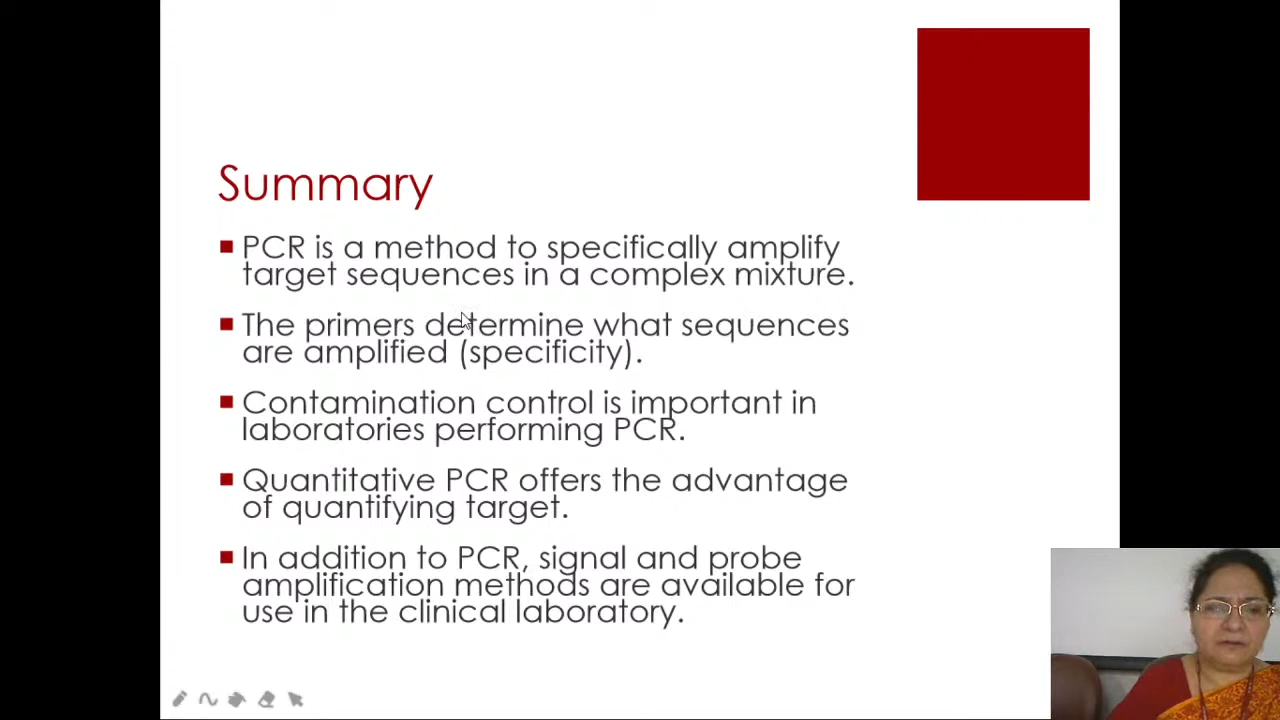 Summary
PCR is a method to specifically amplify
target sequences in a complex mixture.
The primers determine what sequences
are amplified (specificity).
Contamination control is important in
laboratories performing PCR.
Quantitative PCR offers the advantage
of quantifying target.
In addition to PCR, signal and probe
amplification methods are available for
use in the clinical laboratory.